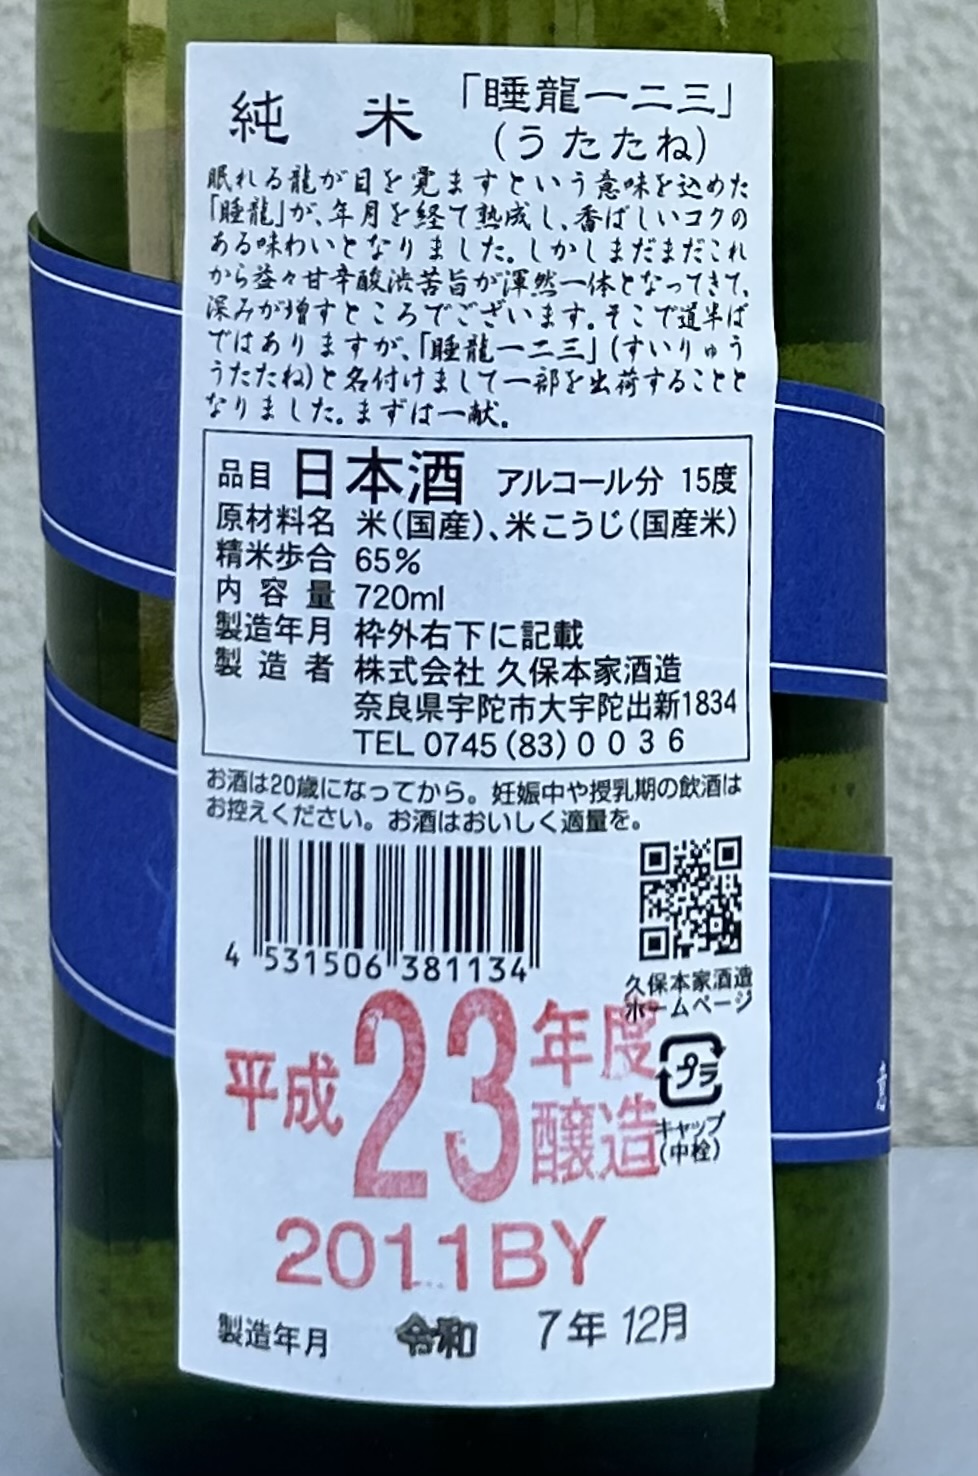 純米
「睡龍一二三」
(うたたね)
眠れる龍が目を覚ますという意味を込めた
「睡龍」が、年月を経て熟成し、香ばしいコクの
ある味わいとなりました。しかしまだまだこれ
から益々甘辛酸渋苦旨が渾然一体となってきて、
深みが増すところでございます。そこで道半ば
ではありますが、「睡龍一二三」(すいりゅう
うたたね)と名付けまして一部を出荷することと
なりました。まずは一献。
品目 日本酒 アルコール分 15度
原材料名 米(国産)、米こうじ(国産米)
精米歩合 65%
内容量 720ml
製造年月 枠外右下に記載
製造者 株式会社 久保本家酒造
奈良県宇陀市大宇陀出新1834
TEL 0745(83)0036
お酒は20歳になってから。妊娠中や授乳期の飲酒は
お控えください。お酒はおいしく適量を。
4 531506 381134
久保本家酒造
ホームページ
平成23年度
醸造
プラ
キャップ
(中栓)
2011BY
製造年月 令和 7年12月